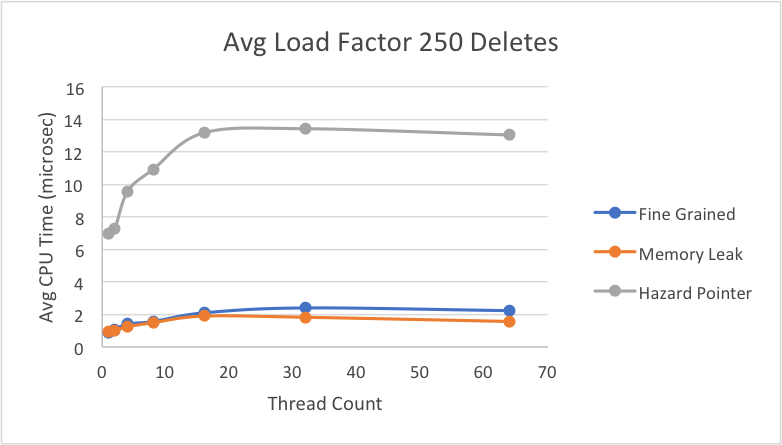 Avg Load Factor 250 Deletes
Avg CPU Time (microsec)
16
14
12
10
8
6
4
2
0
0 10 20 30 40 50 60 70
Thread Count
Fine Grained
Memory Leak
Hazard Pointer